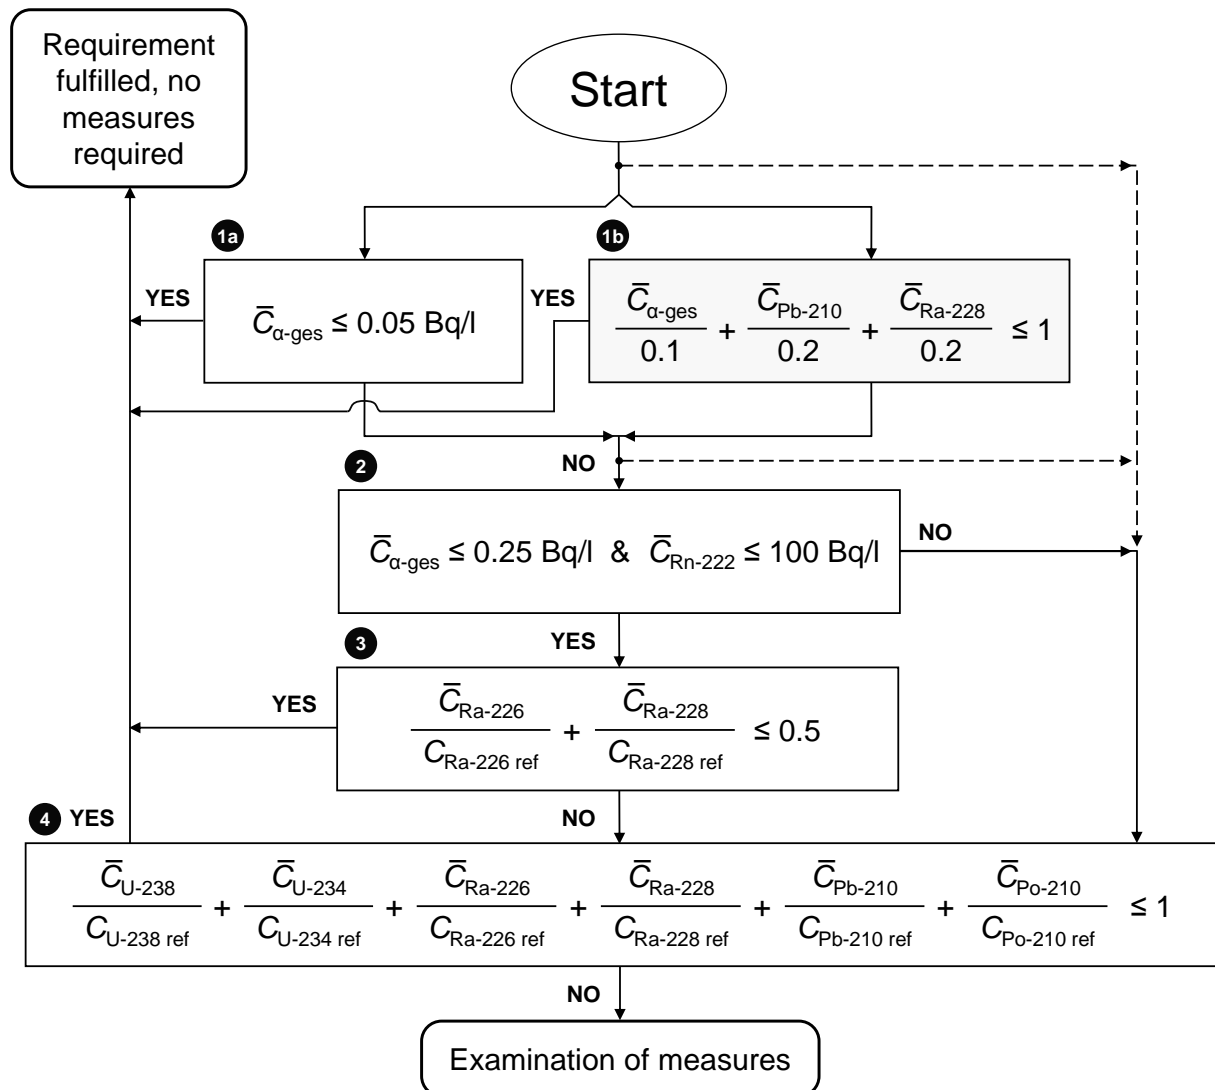 Requirement
fulfilled, no
measures
required
Start
1a
1b
YES
C̅α-ges ≤ 0.05 Bq/l
YES
C̅α-ges/0.1 + C̅Pb-210/0.2 + C̅Ra-228/0.2 ≤ 1
2
NO
C̅α-ges ≤ 0.25 Bq/l & C̅Rn-222 ≤ 100 Bq/l
NO
3
YES
YES
C̅Ra-226/CRa-226 ref + C̅Ra-228/CRa-228 ref ≤ 0.5
4
YES
NO
C̅U-238/CU-238 ref + C̅U-234/CU-234 ref + C̅Ra-226/CRa-226 ref + C̅Ra-228/CRa-228 ref + C̅Pb-210/CPb-210 ref + C̅Po-210/CPo-210 ref ≤ 1
NO
Examination of measures